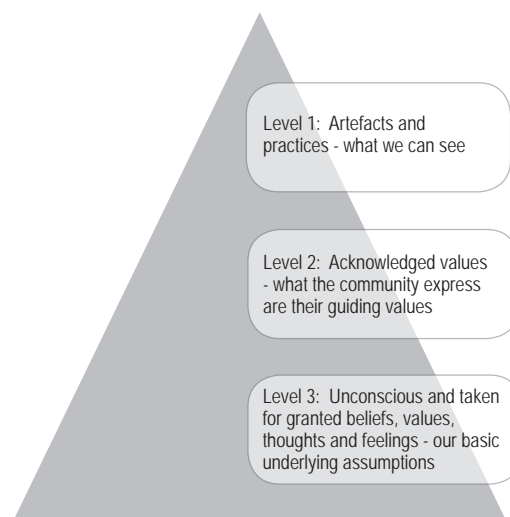 Level 1: Artefacts and
practices - what we can see
Level 2: Acknowledged values
- what the community express
are their guiding values
Level 3: Unconscious and taken
for granted beliefs, values,
thoughts and feelings - our basic
underlying assumptions